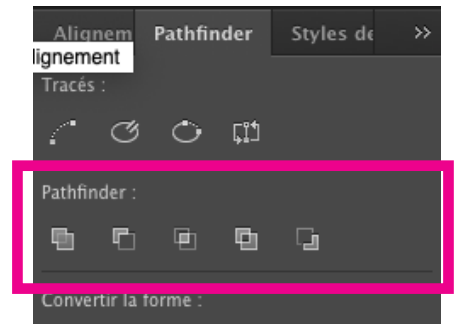 Alignem Pathfinder Styles de >>
lignement
Tracés :
Pathfinder :
Convertir la forme :